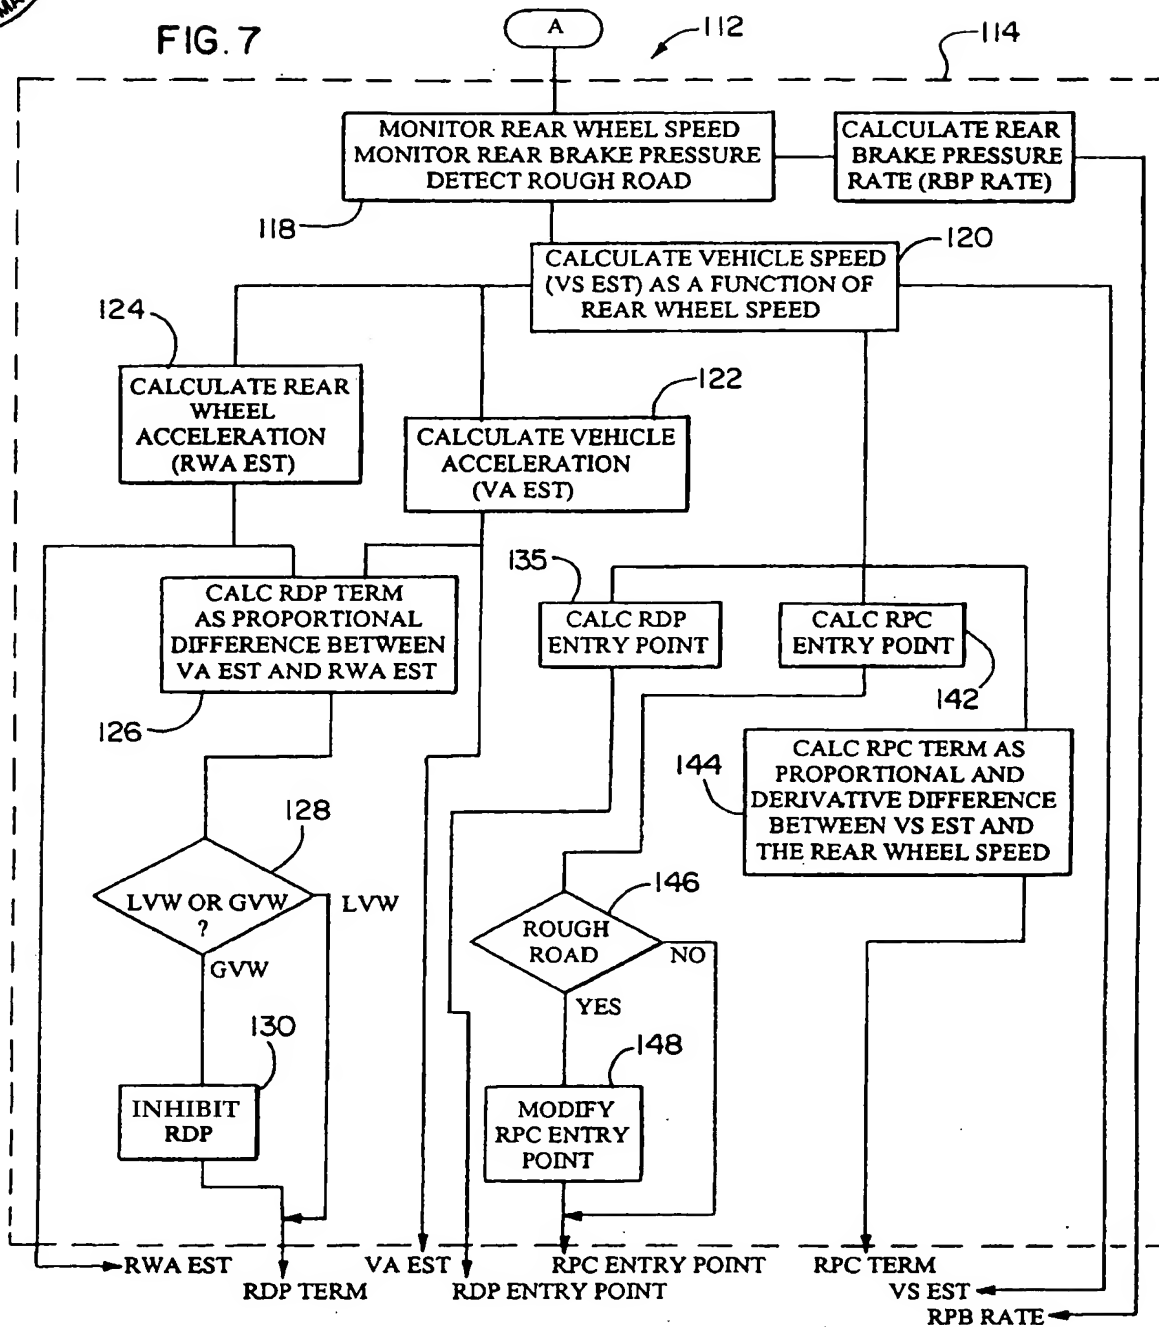 MA
FIG. 7
A
112
114
MONITOR REAR WHEEL SPEED
MONITOR REAR BRAKE PRESSURE
DETECT ROUGH ROAD
CALCULATE REAR
BRAKE PRESSURE
RATE (RBP RATE)
118
120
CALCULATE VEHICLE SPEED
(VS EST) AS A FUNCTION OF
REAR WHEEL SPEED
124
CALCULATE REAR
WHEEL
ACCELERATION
(RWA EST)
122
CALCULATE VEHICLE
ACCELERATION
(VA EST)
135
CALC RDP TERM
AS PROPORTIONAL
DIFFERENCE BETWEEN
VA EST AND RWA EST
CALC RDP
ENTRY POINT
CALC RPC
ENTRY POINT
126
142
144
CALC RPC TERM AS
PROPORTIONAL AND
DERIVATIVE DIFFERENCE
BETWEEN VS EST AND
THE REAR WHEEL SPEED
128
LVW OR GVW
?
LVW
GVW
146
ROUGH
ROAD
NO
YES
130
INHIBIT
RDP
148
MODIFY
RPC ENTRY
POINT
RWA EST
RDP TERM
VA EST
RDP ENTRY POINT
RPC ENTRY POINT
RPC TERM
VS EST
RPB RATE